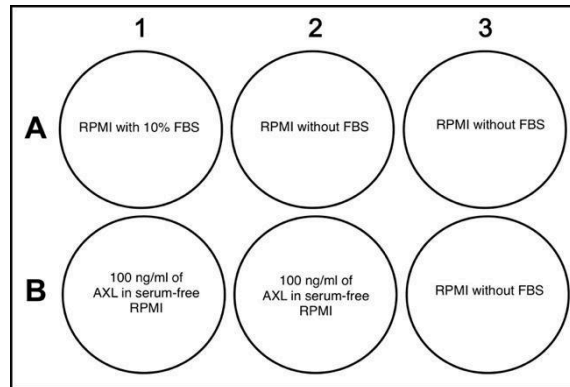 1 2 3
A
RPMI with 10% FBS
RPMI without FBS
RPMI without FBS
B
100 ng/ml of
AXL in serum-free
RPMI
100 ng/ml of
AXL in serum-free
RPMI
RPMI without FBS